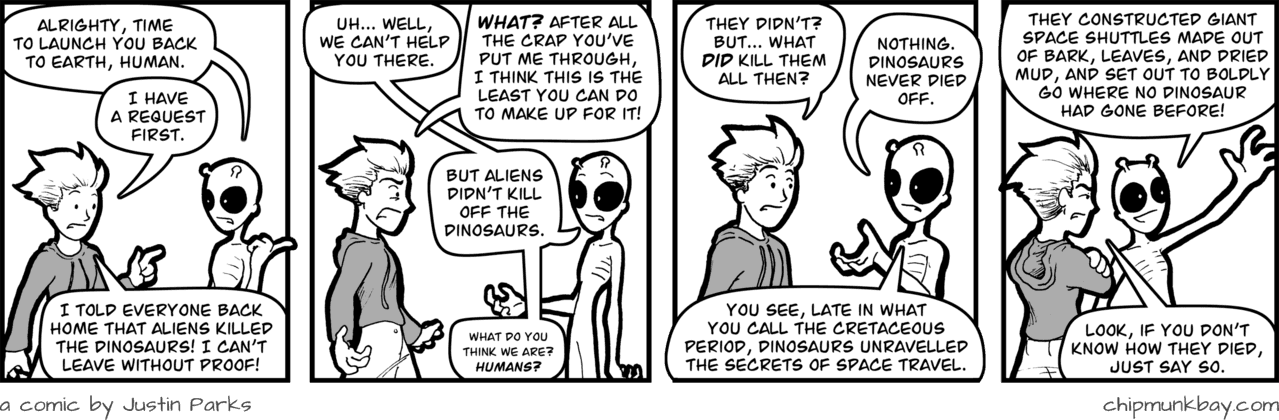 ALRIGHTY, TIME
TO LAUNCH YOU BACK
TO EARTH, HUMAN.
I HAVE
A REQUEST
FIRST.
I TOLD EVERYONE BACK
HOME THAT ALIENS KILLED
THE DINOSAURS! I CAN'T
LEAVE WITHOUT PROOF!
UH... WELL,
WE CAN'T HELP
YOU THERE.
WHAT? AFTER ALL
THE CRAP YOU'VE
PUT ME THROUGH,
I THINK THIS IS THE
LEAST YOU CAN DO
TO MAKE UP FOR IT!
BUT ALIENS
DIDN'T KILL
OFF THE
DINOSAURS.
WHAT DO YOU
THINK WE ARE?
HUMANS?
THEY DIDN'T?
BUT... WHAT
DID KILL THEM
ALL THEN?
NOTHING.
DINOSAURS
NEVER DIED
OFF.
YOU SEE, LATE IN WHAT
YOU CALL THE CRETACEOUS
PERIOD, DINOSAURS UNRAVELLED
THE SECRETS OF SPACE TRAVEL.
THEY CONSTRUCTED GIANT
SPACE SHUTTLES MADE OUT
OF BARK, LEAVES, AND DRIED
MUD, AND SET OUT TO BOLDLY
GO WHERE NO DINOSAUR
HAD GONE BEFORE!
LOOK, IF YOU DON'T
KNOW HOW THEY DIED,
JUST SAY SO.
a comic by Justin Parks
chipmunkbay.com